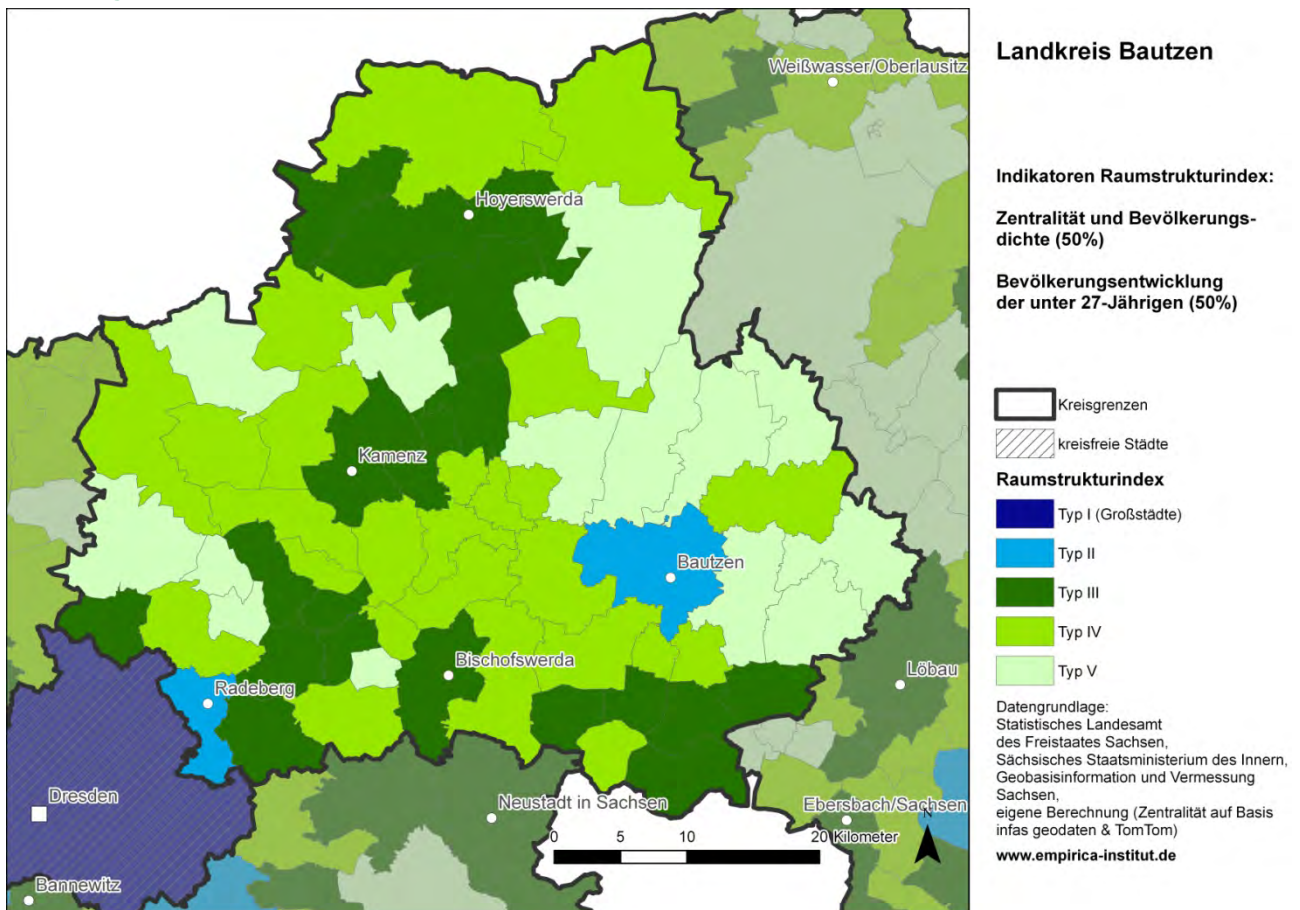 Weißwasser/Oberlausitz
Hoyerswerda
Kamenz
Bautzen
Bischofswerda
Radeberg
Löbau
Dresden
Neustadt in Sachsen
Ebersbach/Sachsen
Bannewitz
0 5 10 20 Kilometer
N
Landkreis Bautzen
Indikatoren Raumstrukturindex:
Zentralität und Bevölkerungs-
dichte (50%)
Bevölkerungsentwicklung
der unter 27-Jährigen (50%)
Kreisgrenzen
kreisfreie Städte
Raumstrukturindex
Typ I (Großstädte)
Typ II
Typ III
Typ IV
Typ V
Datengrundlage:
Statistisches Landesamt
des Freistaates Sachsen,
Sächsisches Staatsministerium des Innern,
Geobasisinformation und Vermessung
Sachsen,
eigene Berechnung (Zentralität auf Basis
infas geodaten & TomTom)
www.empirica-institut.de